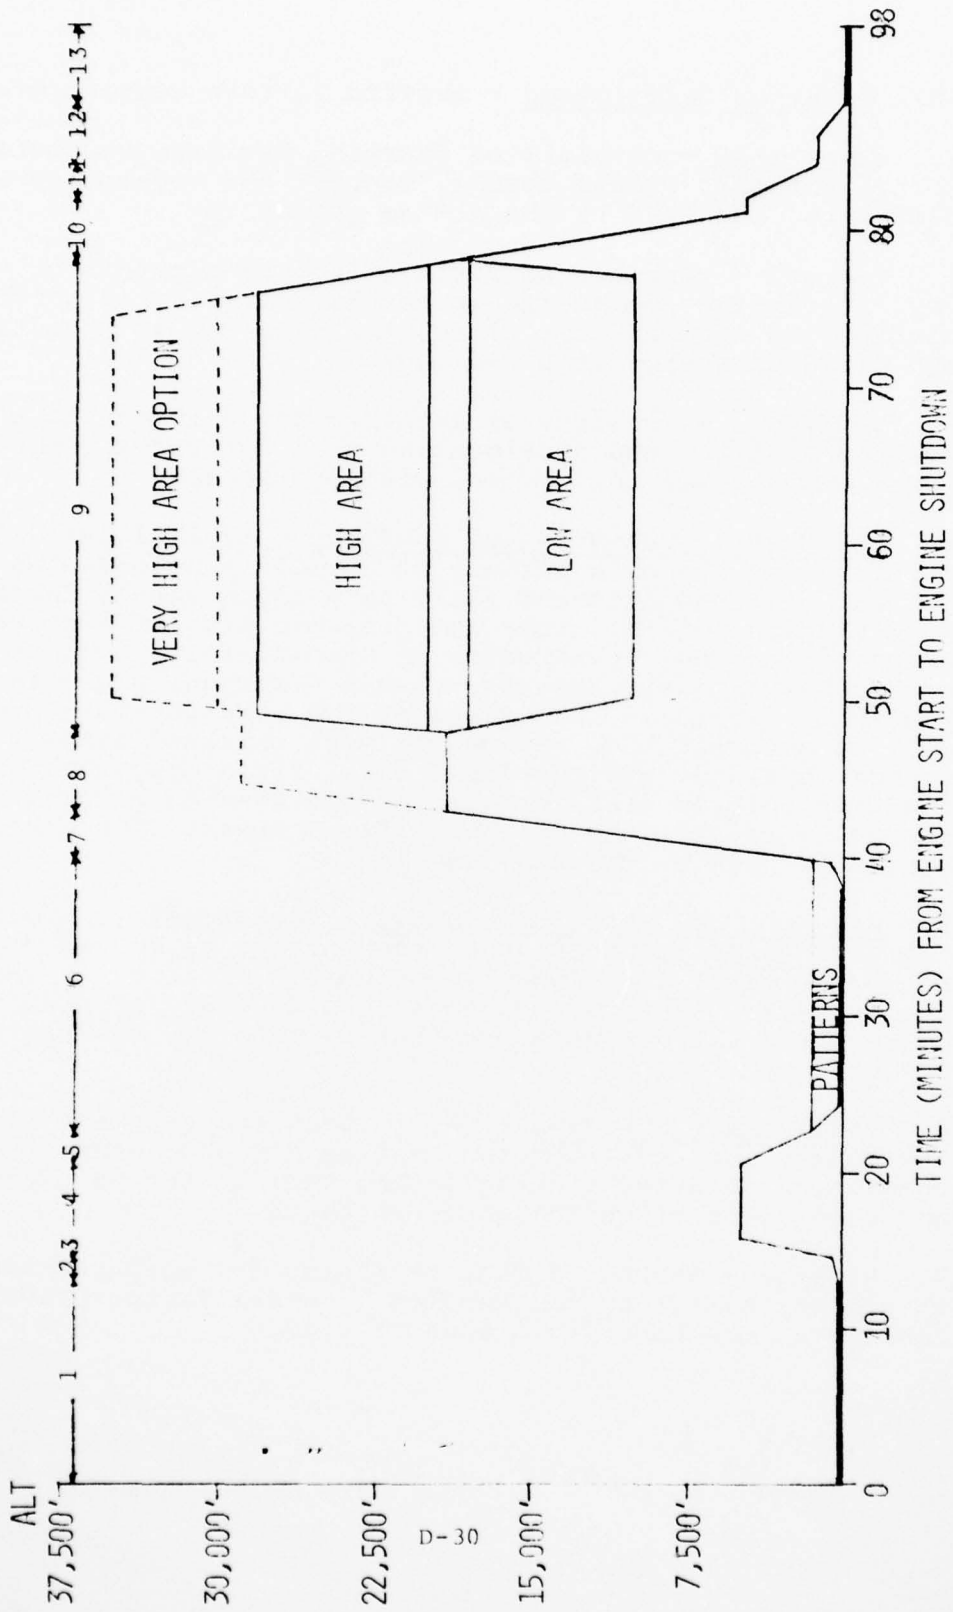 ALT
37,500'
30,000'
22,500'
15,000'
7,500'
1 2 3 4 5 6 7 8 9 10 11 12 13
VERY HIGH AREA OPTION
HIGH AREA
LOW AREA
PATTERNS
0 10 20 30 40 50 60 70 80 98
TIME (MINUTES) FROM ENGINE START TO ENGINE SHUTDOWN
D-30